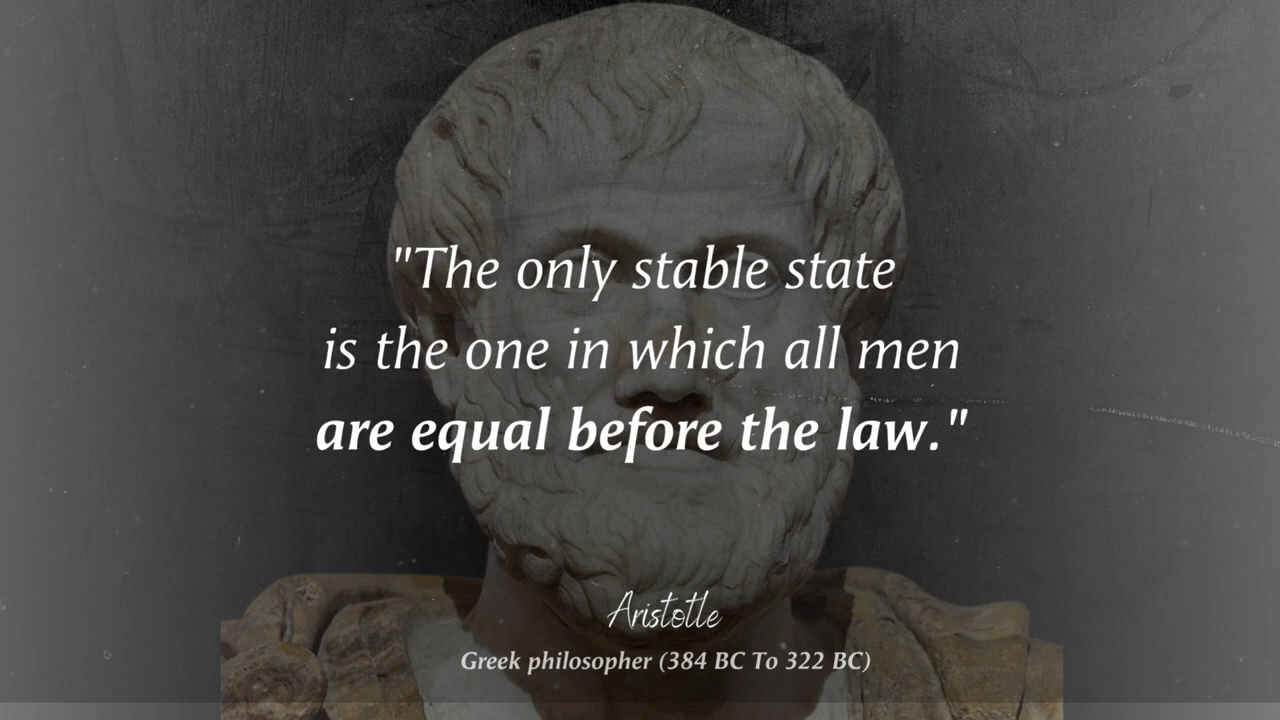 "The only stable state
is the one in which all men
are equal before the law."
Aristotle
Greek philosopher (384 BC To 322 BC)